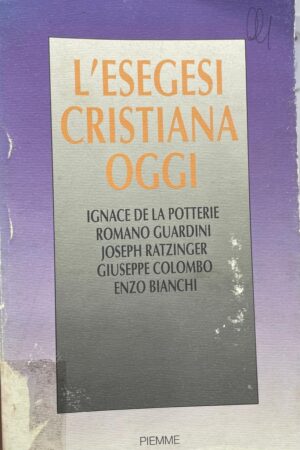 L'ESEGESI
CRISTIANA
OGGI
IGNACE DE LA POTTERIE
ROMANO GUARDINI
JOSEPH RATZINGER
GIUSEPPE COLOMBO
ENZO BIANCHI
PIEMME